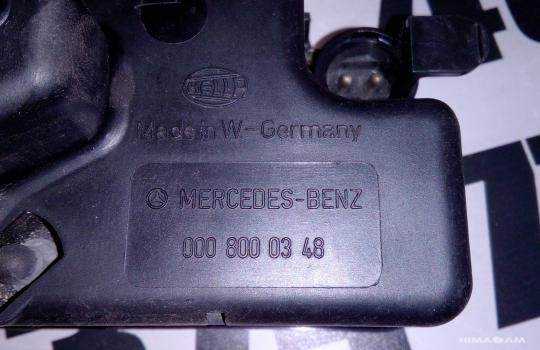 HELLA
Made in W.-Germany
MERCEDES-BENZ
000 800 03 48